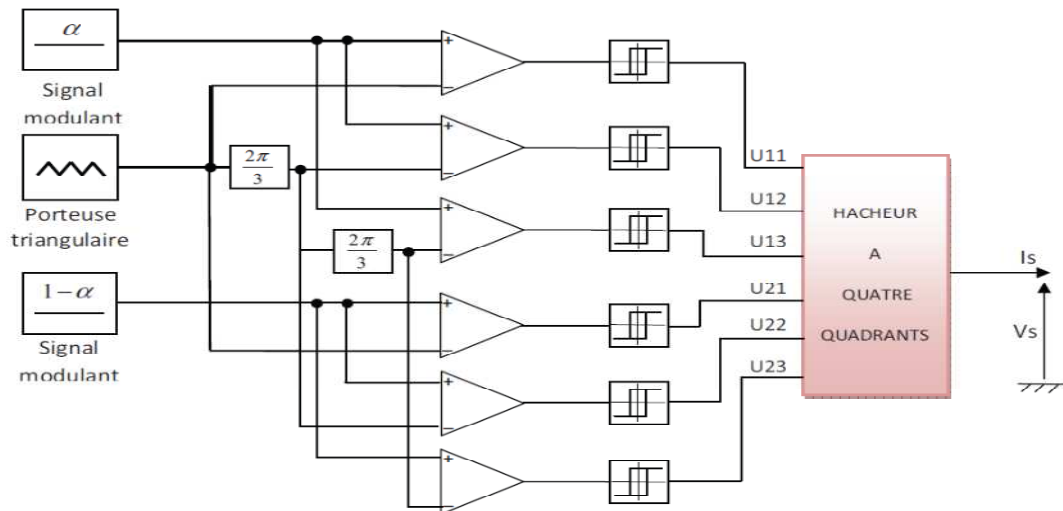 α
Signal
modulant
Porteuse
triangulaire
1−α
Signal
modulant
2π
3
2π
3
+
−
+
−
+
−
+
−
+
−
+
−
U11
U12
U13
U21
U22
U23
HACHEUR
A
QUATRE
QUADRANTS
Is
Vs